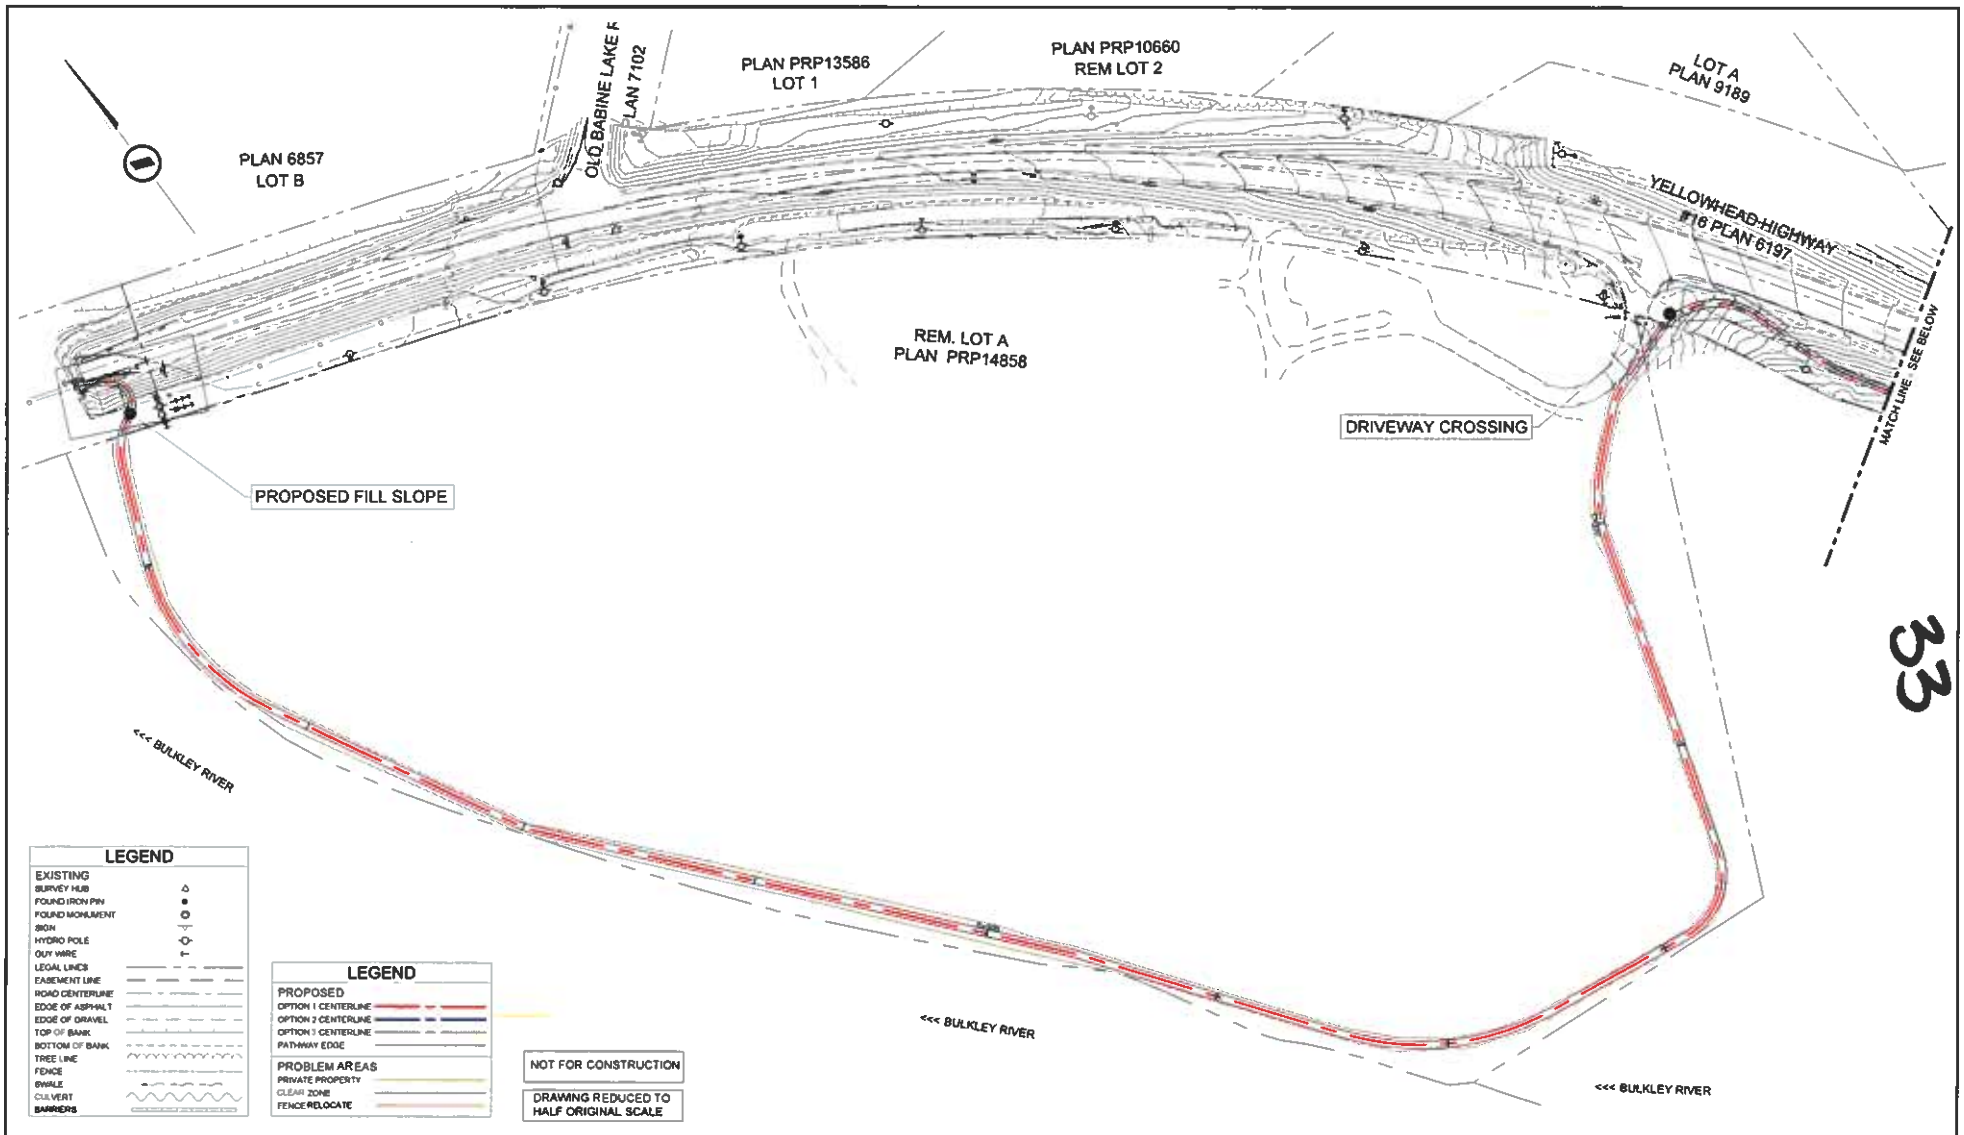 PLAN 6857
LOT B
OLD BABINE LAKE R
PLAN 7102
PLAN PRP13586
LOT 1
PLAN PRP10660
REM LOT 2
LOT A
PLAN 9189
YELLOWHEAD HIGHWAY
#16 PLAN 6197
MATCH LINE - SEE BELOW
REM. LOT A
PLAN PRP14858
DRIVEWAY CROSSING
PROPOSED FILL SLOPE
33
<<< BULKLEY RIVER
<<< BULKLEY RIVER
<<< BULKLEY RIVER
LEGEND
EXISTING
SURVEY HUB
FOUND IRON PIN
FOUND MONUMENT
SIGN
HYDRO POLE
GUY WIRE
LEGAL LINES
EASEMENT LINE
ROAD CENTERLINE
EDGE OF ASPHALT
EDGE OF GRAVEL
TOP OF BANK
BOTTOM OF BANK
TREE LINE
FENCE
SWALE
CULVERT
BARRIERS
LEGEND
PROPOSED
OPTION 1 CENTERLINE
OPTION 2 CENTERLINE
OPTION 3 CENTERLINE
PATHWAY EDGE
PROBLEM AREAS
PRIVATE PROPERTY
CLEAR ZONE
FENCE RELOCATE
NOT FOR CONSTRUCTION
DRAWING REDUCED TO
HALF ORIGINAL SCALE